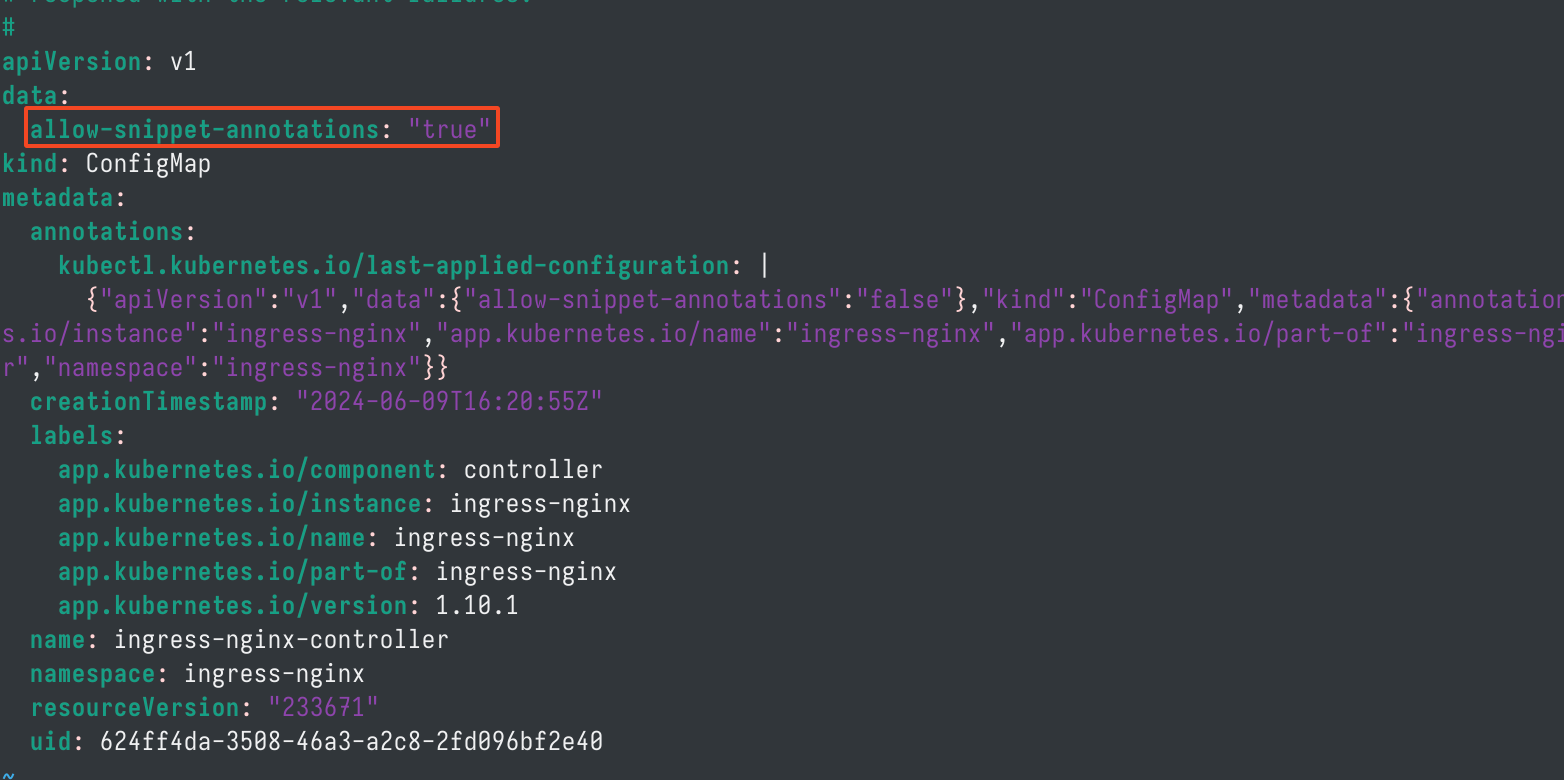 # reopened with the relevant failures.
#
apiVersion: v1
data:
  allow-snippet-annotations: "true"
kind: ConfigMap
metadata:
  annotations:
    kubectl.kubernetes.io/last-applied-configuration: |
      {"apiVersion":"v1","data":{"allow-snippet-annotations":"false"},"kind":"ConfigMap","metadata":{"annotation
s.io/instance":"ingress-nginx","app.kubernetes.io/name":"ingress-nginx","app.kubernetes.io/part-of":"ingress-ngi
r","namespace":"ingress-nginx"}}
  creationTimestamp: "2024-06-09T16:20:55Z"
  labels:
    app.kubernetes.io/component: controller
    app.kubernetes.io/instance: ingress-nginx
    app.kubernetes.io/name: ingress-nginx
    app.kubernetes.io/part-of: ingress-nginx
    app.kubernetes.io/version: 1.10.1
  name: ingress-nginx-controller
  namespace: ingress-nginx
  resourceVersion: "233671"
  uid: 624ff4da-3508-46a3-a2c8-2fd096bf2e40
~